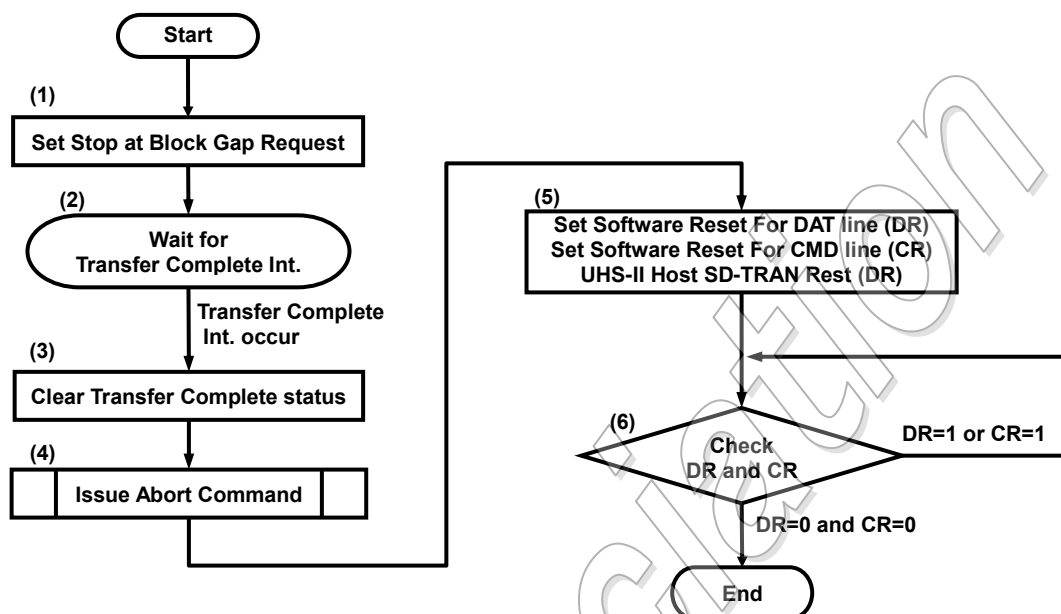 Start
(1)
Set Stop at Block Gap Request
(2)
Wait for
Transfer Complete Int.
Transfer Complete
Int. occur
(3)
Clear Transfer Complete status
(4)
Issue Abort Command
(5)
Set Software Reset For DAT line (DR)
Set Software Reset For CMD line (CR)
UHS-II Host SD-TRAN Rest (DR)
(6)
Check
DR and CR
DR=1 or CR=1
DR=0 and CR=0
End
ciation